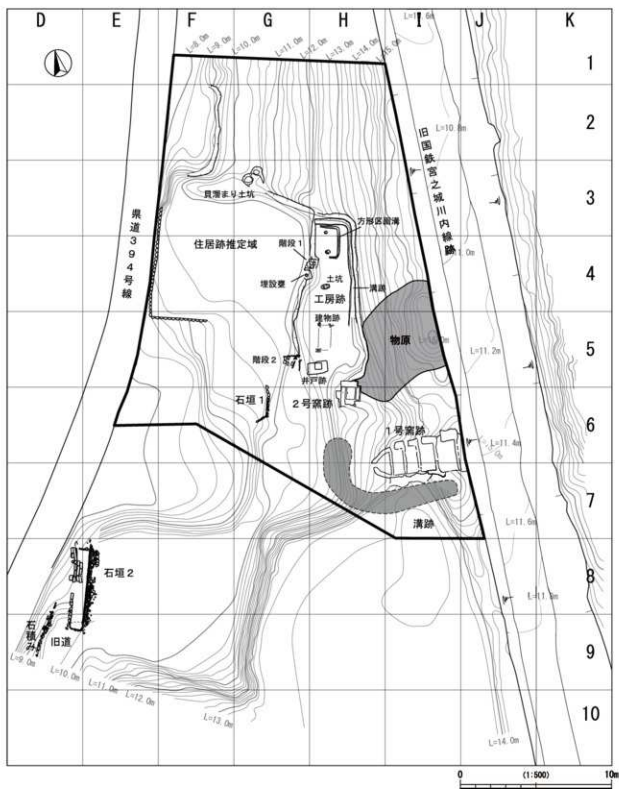 D E F G H I J K
L=8.0m L=9.0m L=10.0m L=11.0m L=12.0m L=13.0m L=14.0m L=15.0m
1
2
3
4
5
6
7
8
9
10
L=10.8m
旧国鉄宮之城川内線跡
県道394号線
貝溜まり土坑
方形区画溝
住居跡推定域
階段1
埋設甕
土坑
工房跡
溝跡
建物跡
物原
L=11.2m
階段2
井戸跡
石垣1
2号窯跡
1号窯跡
L=11.4m
溝跡
L=11.6m
石垣2
石積み
旧道
L=9.0m
L=10.0m
L=11.0m
L=12.0m
L=13.0m
L=14.0m
0 (1:500) 10m